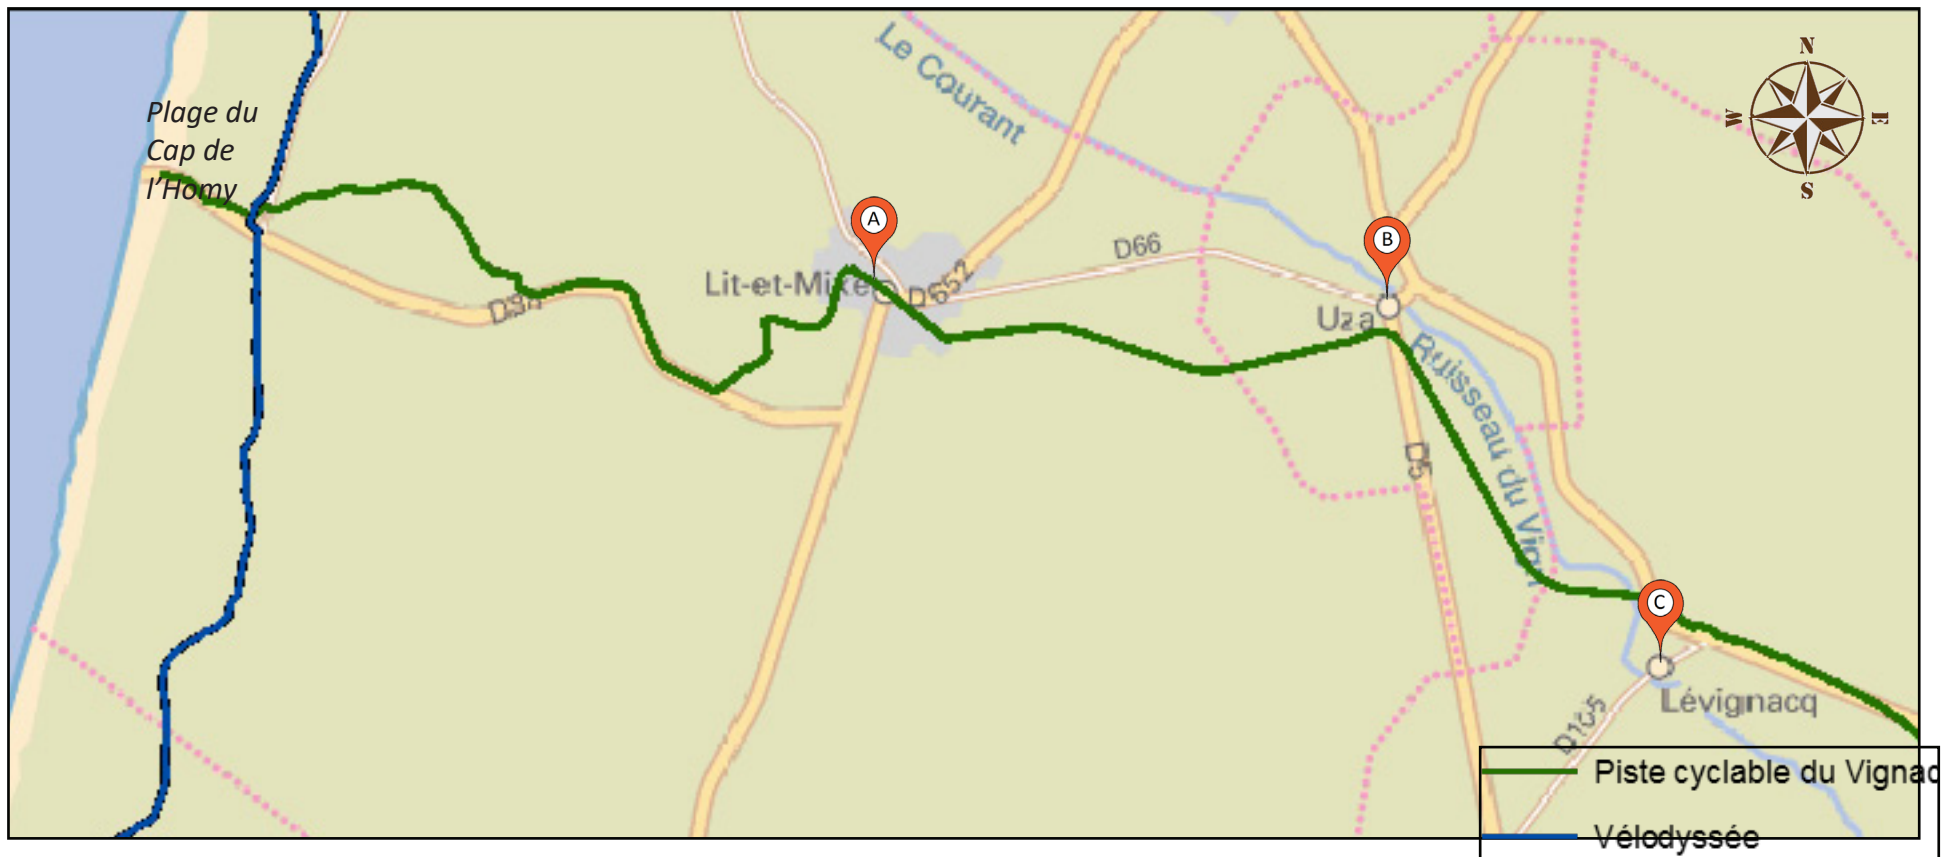 N
Le Courant
Plage du
Cap de
l'Homy
W
E
S
A
B
D66
Lit-et-Mixe
D652
Uza
Ruisseau du Vign
D5
C
Lévignacq
D105
Piste cyclable du Vignac
Vélodyssée